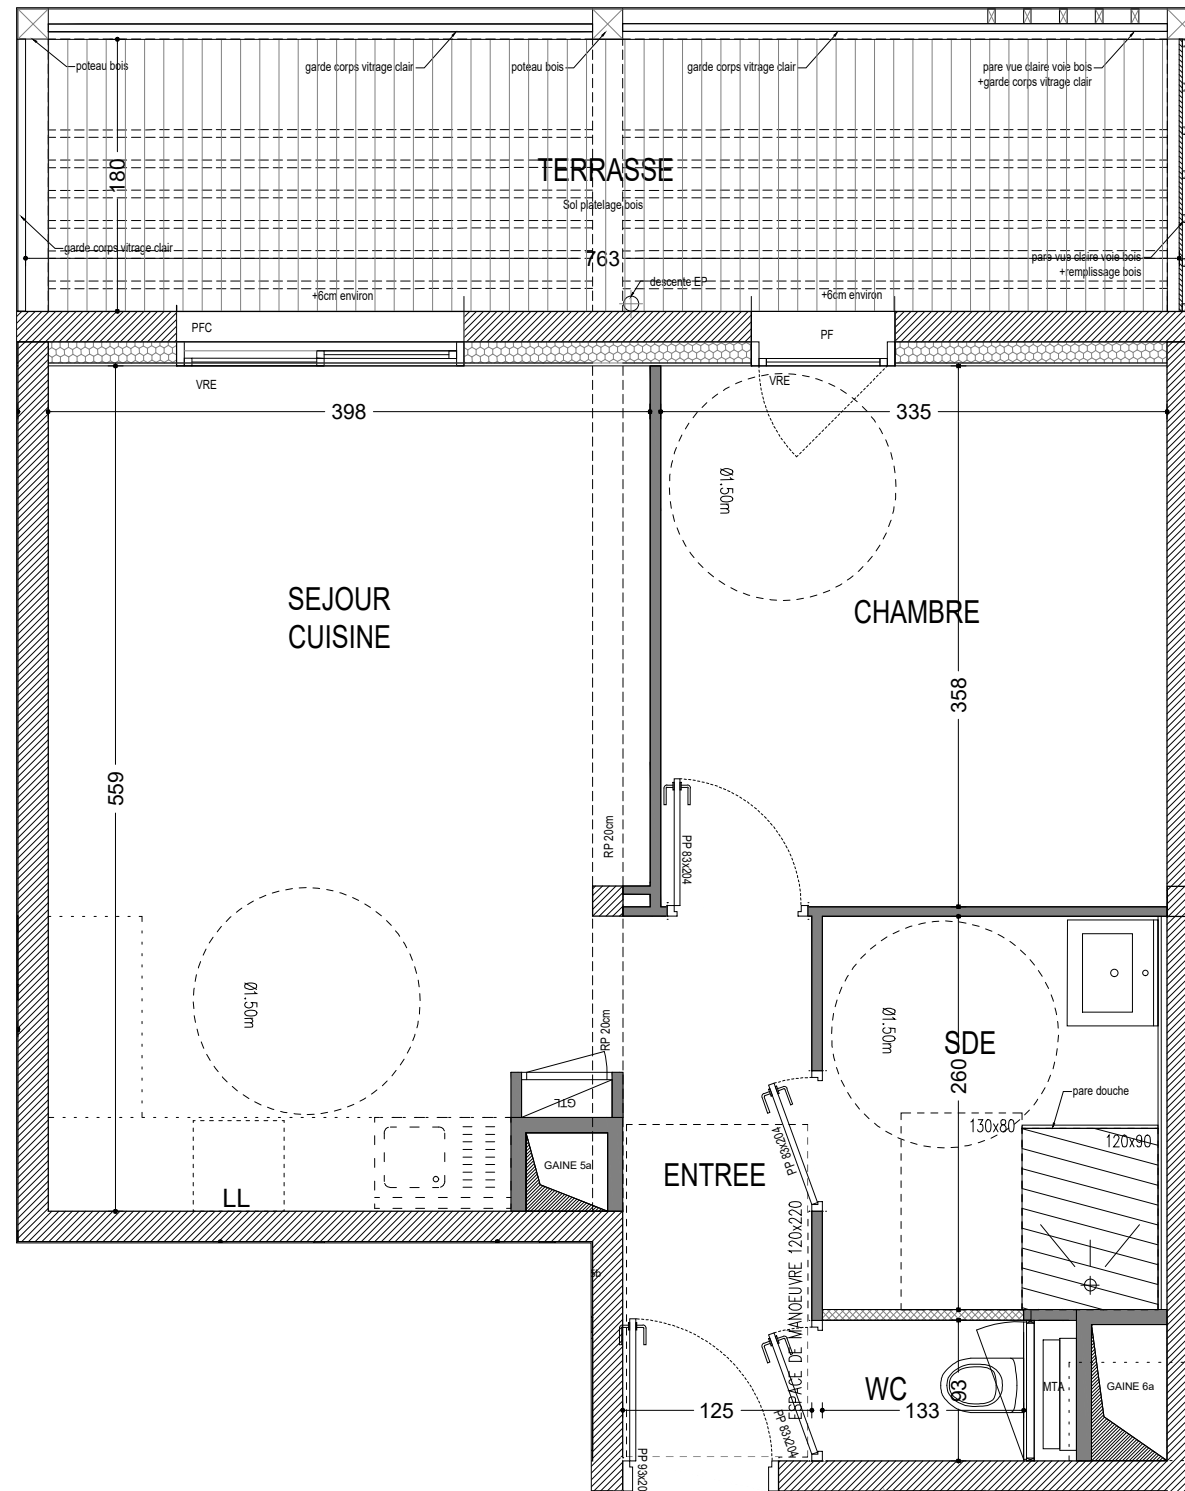 poteau bois
garde corps vitrage clair
poteau bois
garde corps vitrage clair
pare vue claire voie bois
+garde corps vitrage clair
180
TERRASSE
Sol platelage bois
garde corps vitrage clair
763
pare vue claire voie bois
+remplissage bois
descente EP
+6cm environ
+6cm environ
PFC
PF
VRE
VRE
398
335
Ø1.50m
SEJOUR
CUISINE
CHAMBRE
358
559
RP 20cm
PP 83x204
Ø1.50m
Ø1.50m
RP 20cm
SDE
260
GTL
pare douche
130x80
120x90
PP 83x204
GAINE 5a
ENTREE
LL
ESPACE DE MANOEUVRE 120x220
WC
93
MTA
GAINE 6a
125
133
PP 83x204
PP 93x20